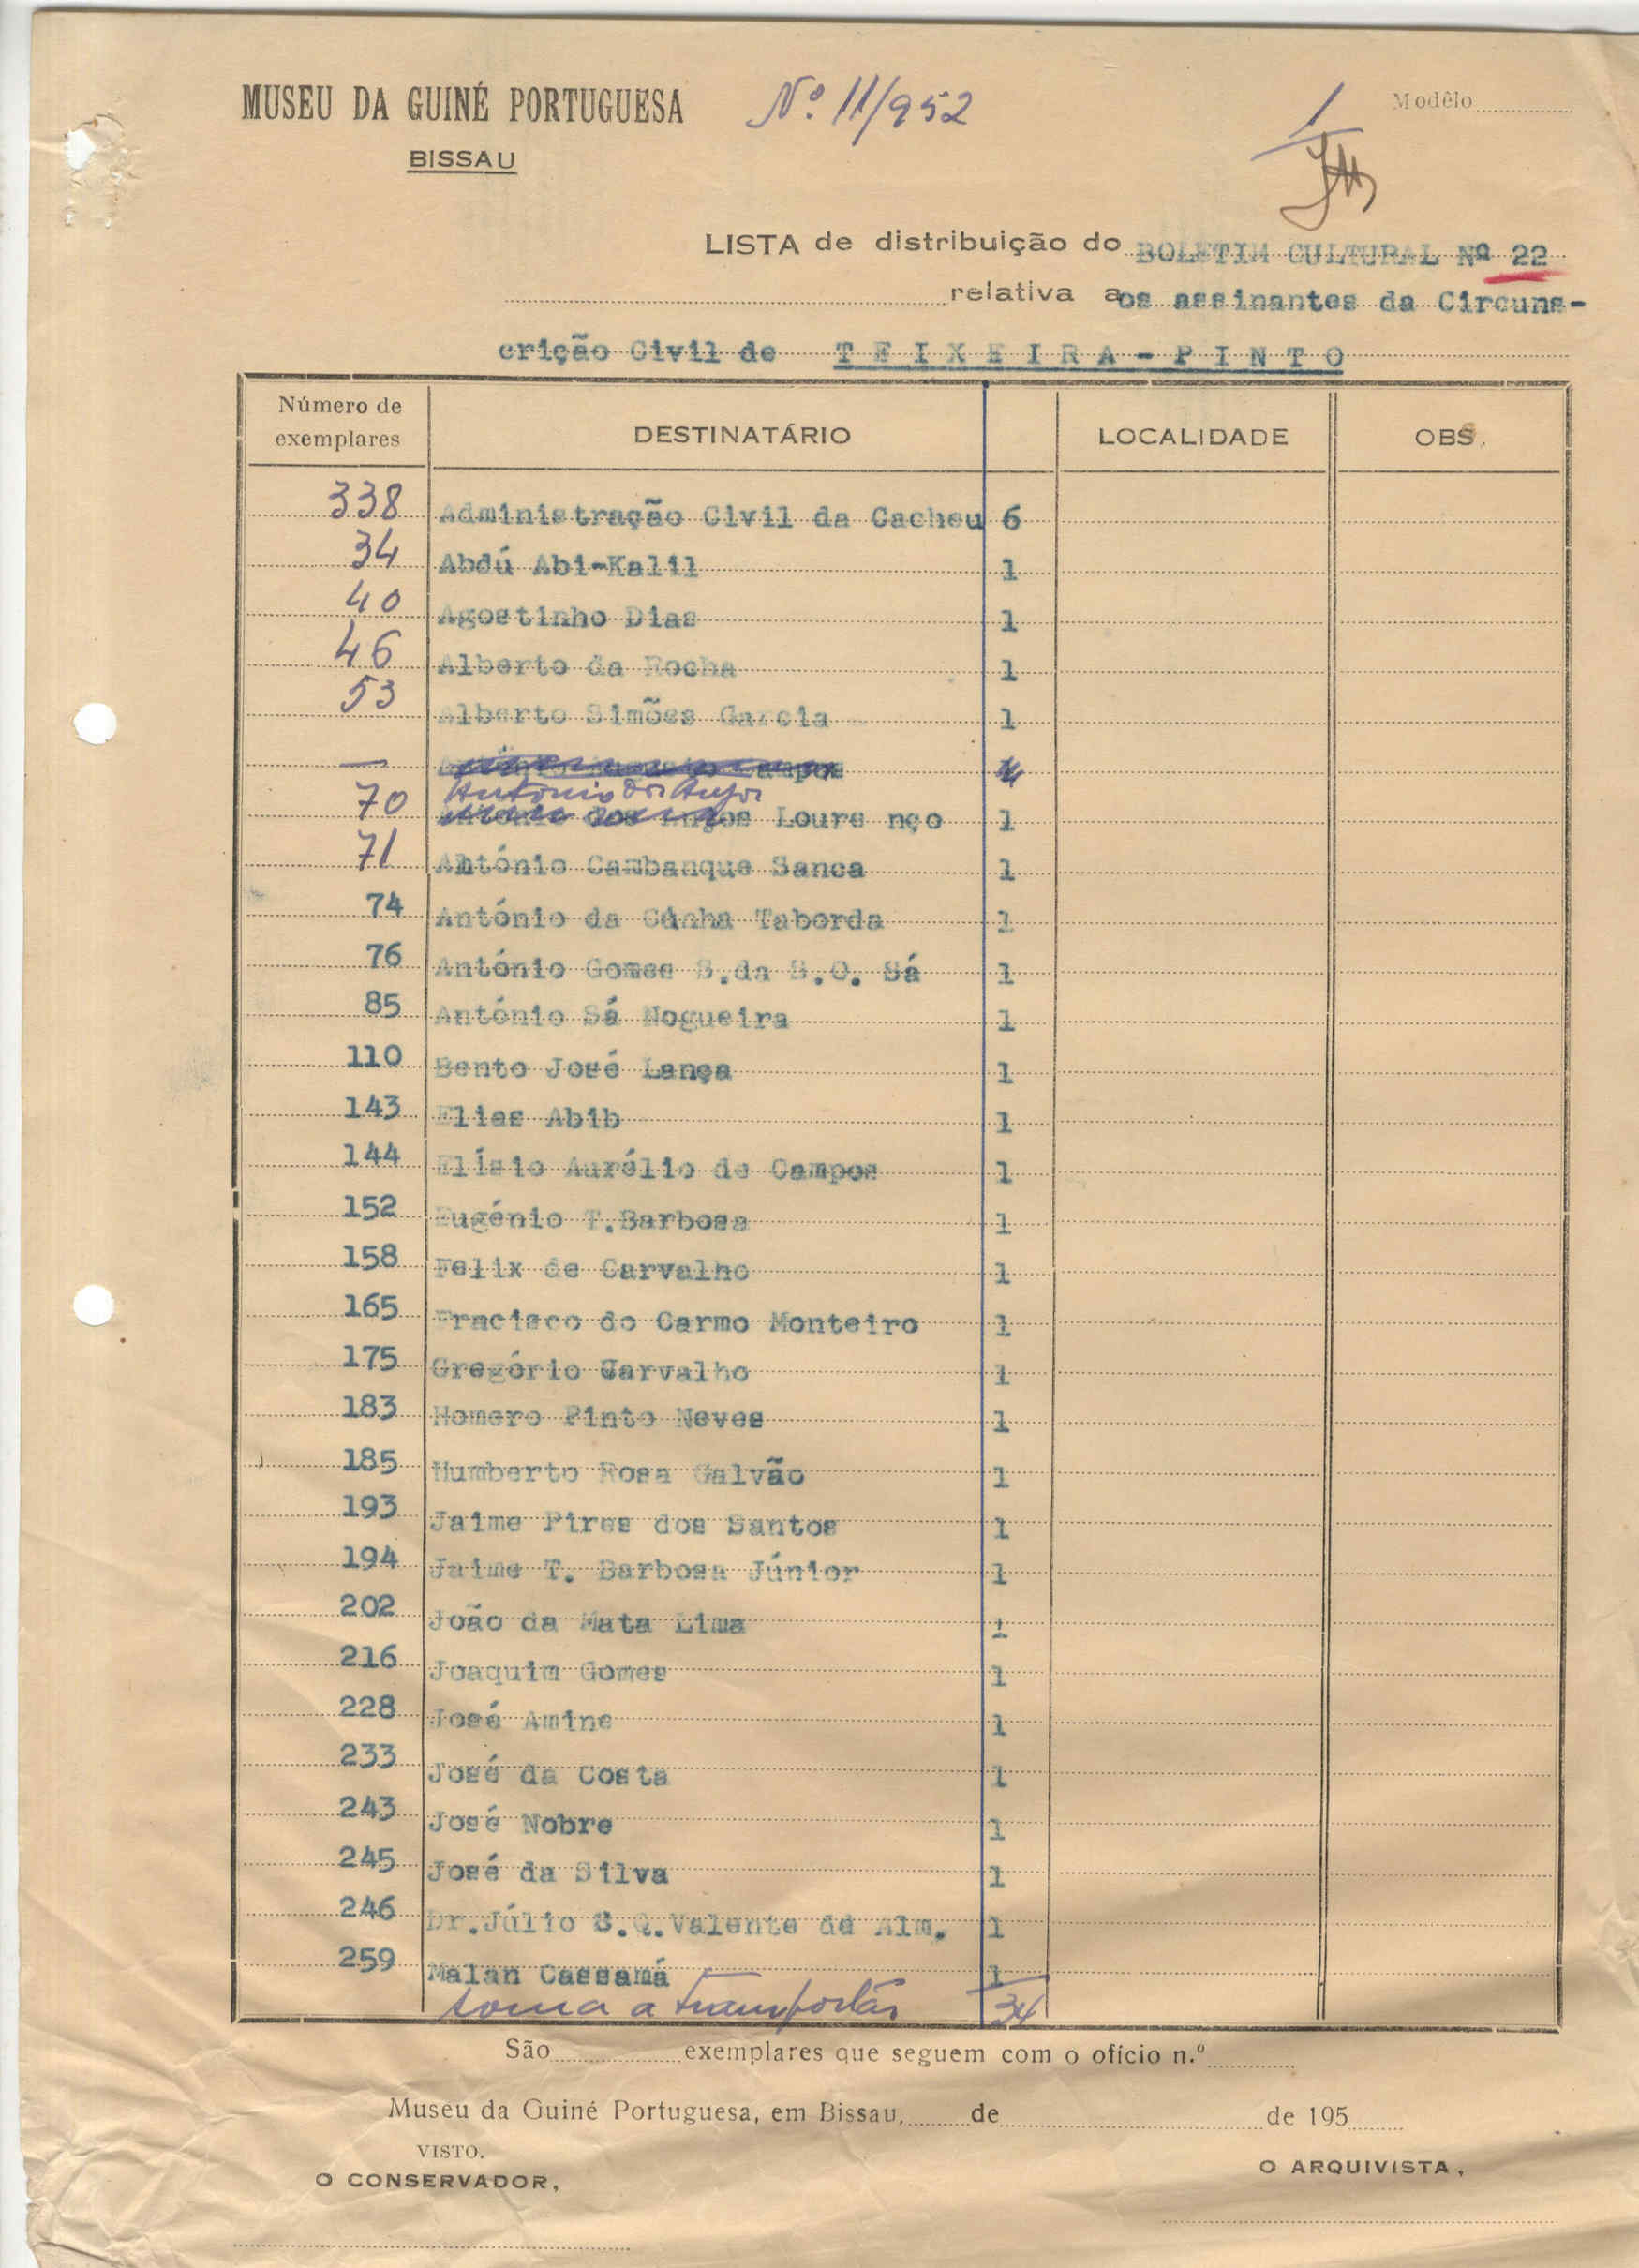 MUSEU DA GUINÉ PORTUGUESA Nº 11/952 1 Modêlo
BISSAU
LISTA de distribuição do BOLETIM CULTURAL Nº 22
relativa aos assinantes da Circuns-
crição Civil de TEIXEIRA-PINTO
Número de exemplares DESTINATÁRIO LOCALIDADE OBS.
338 Administração Civil da Cacheu 6
34 Abdú Abi-Kalil 1
40 Agostinho Dias 1
46 Alberto da Rocha 1
53 Alberto Simões Garcia 1
—
António dos Anjos
70 Loure nço 1
71 António Cambanque Sanca 1
74 António da Cunha Taborda 1
76 António Gomes S.da S.O. Sá 1
85 António Sá Nogueira 1
110 Bento José Lança 1
143 Elias Abib 1
144 Elísio Aurélio de Campos 1
152 Eugénio T.Barbosa 1
158 Felix de Carvalho 1
165 Fracisco do Carmo Monteiro 1
175 Gregório Carvalho 1
183 Homero Pinto Neves 1
185 Humberto Rosa Galvão 1
193 Jaime Pires dos Santos 1
194 Jaime T. Barbosa Júnior 1
202 João da Mata Lima 1
216 Joaquim Gomes 1
228 José Amine 1
233 José da Costa 1
243 José Nobre 1
245 José da Silva 1
246 Dr.Júlio S.Q.Valente dd Alm. 1
259 Malan Cassamá 1
soma a transportar 34
São exemplares que seguem com o ofício n.º
Museu da Guiné Portuguesa, em Bissau, de de 195
VISTO.
O CONSERVADOR,
O ARQUIVISTA,